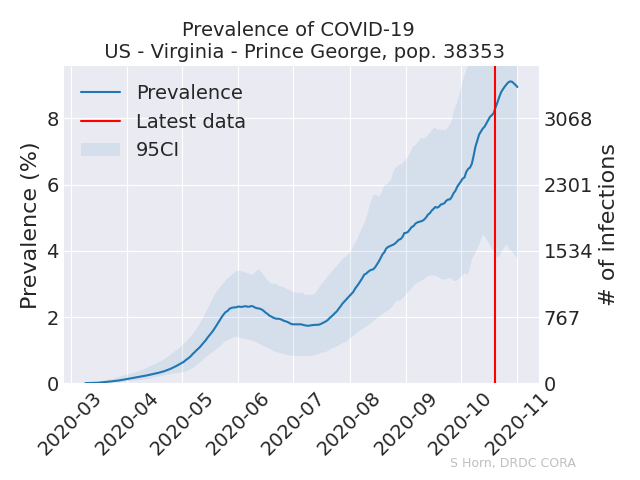 Prevalence of COVID-19
US - Virginia - Prince George, pop. 38353
Prevalence
Latest data
95CI
Prevalence (%)
8
6
4
2
0
3068
2301
1534
767
0
# of infections
2020-03
2020-04
2020-05
2020-06
2020-07
2020-08
2020-09
2020-10
2020-11
S Horn, DRDC CORA